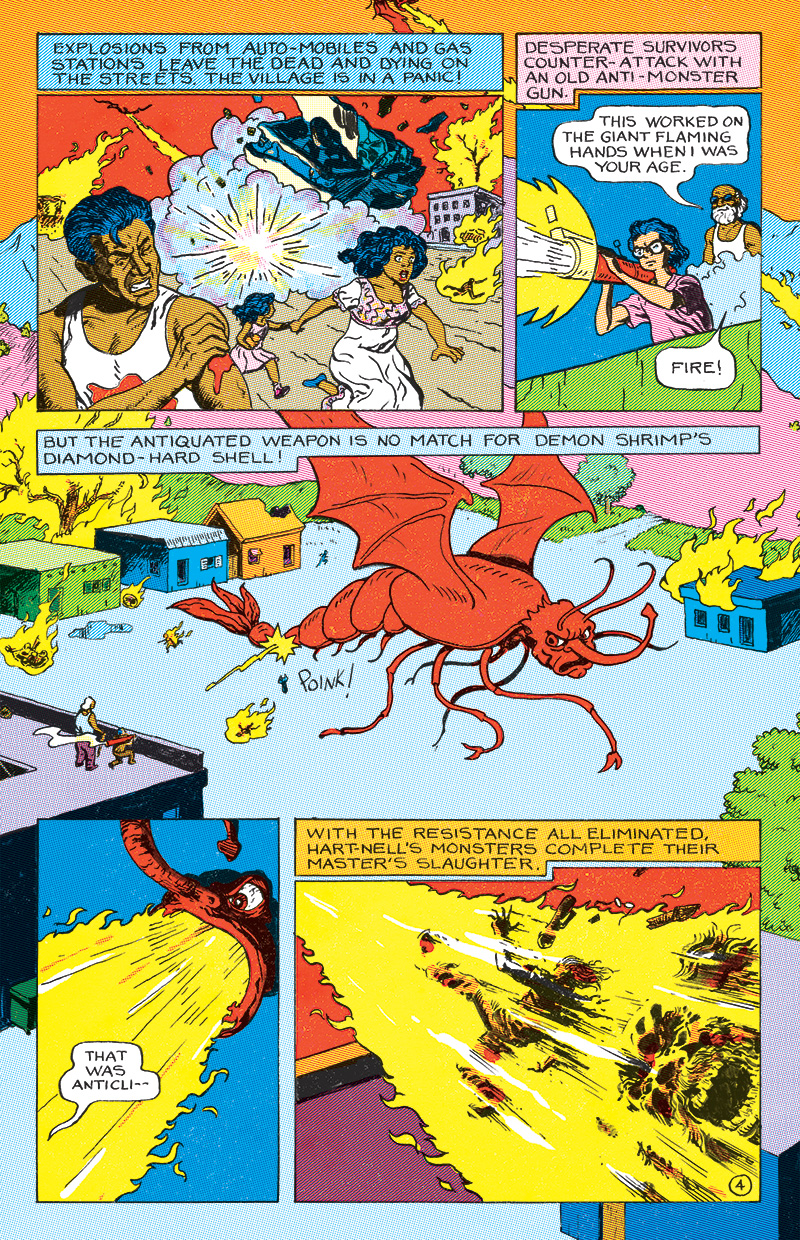 EXPLOSIONS FROM AUTO-MOBILES AND GAS
STATIONS LEAVE THE DEAD AND DYING ON
THE STREETS. THE VILLAGE IS IN A PANIC!
DESPERATE SURVIVORS
COUNTER-ATTACK WITH
AN OLD ANTI-MONSTER
GUN.
THIS WORKED ON
THE GIANT FLAMING
HANDS WHEN I WAS
YOUR AGE.
FIRE!
BUT THE ANTIQUATED WEAPON IS NO MATCH FOR DEMON SHRIMP'S
DIAMOND-HARD SHELL!
POINK!
THAT
WAS
ANTICLI--
WITH THE RESISTANCE ALL ELIMINATED,
HART-NELL'S MONSTERS COMPLETE THEIR
MASTER'S SLAUGHTER.
4